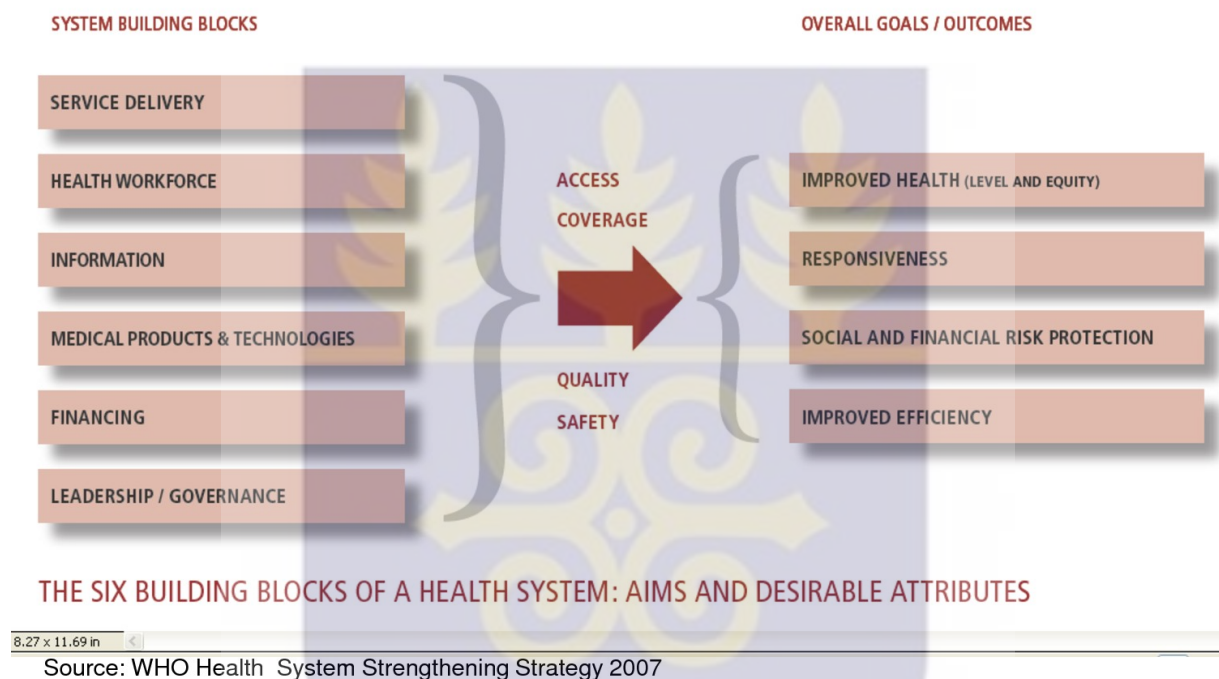 SYSTEM BUILDING BLOCKS
OVERALL GOALS / OUTCOMES
SERVICE DELIVERY
HEALTH WORKFORCE
INFORMATION
MEDICAL PRODUCTS & TECHNOLOGIES
FINANCING
LEADERSHIP / GOVERNANCE
ACCESS
COVERAGE
QUALITY
SAFETY
IMPROVED HEALTH (LEVEL AND EQUITY)
RESPONSIVENESS
SOCIAL AND FINANCIAL RISK PROTECTION
IMPROVED EFFICIENCY
THE SIX BUILDING BLOCKS OF A HEALTH SYSTEM: AIMS AND DESIRABLE ATTRIBUTES
8.27 x 11.69 in
Source: WHO Health System Strengthening Strategy 2007